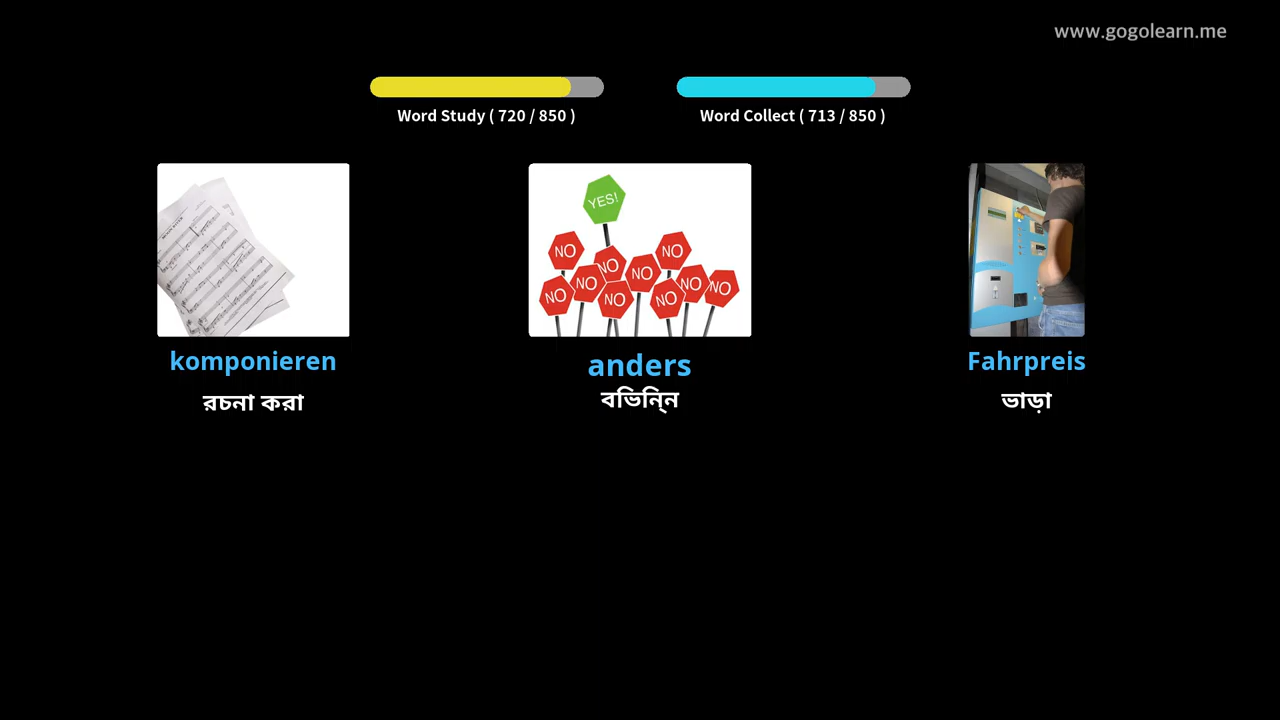 www.gogolearn.me
Word Study ( 720 / 850 )
Word Collect ( 713 / 850 )
YES!
NO
NO
NO
NO
NO
NO
NO
NO
NO
NO
komponieren
anders
Fahrpreis
রচনা করা
বভিনি্ন
ভাড়া